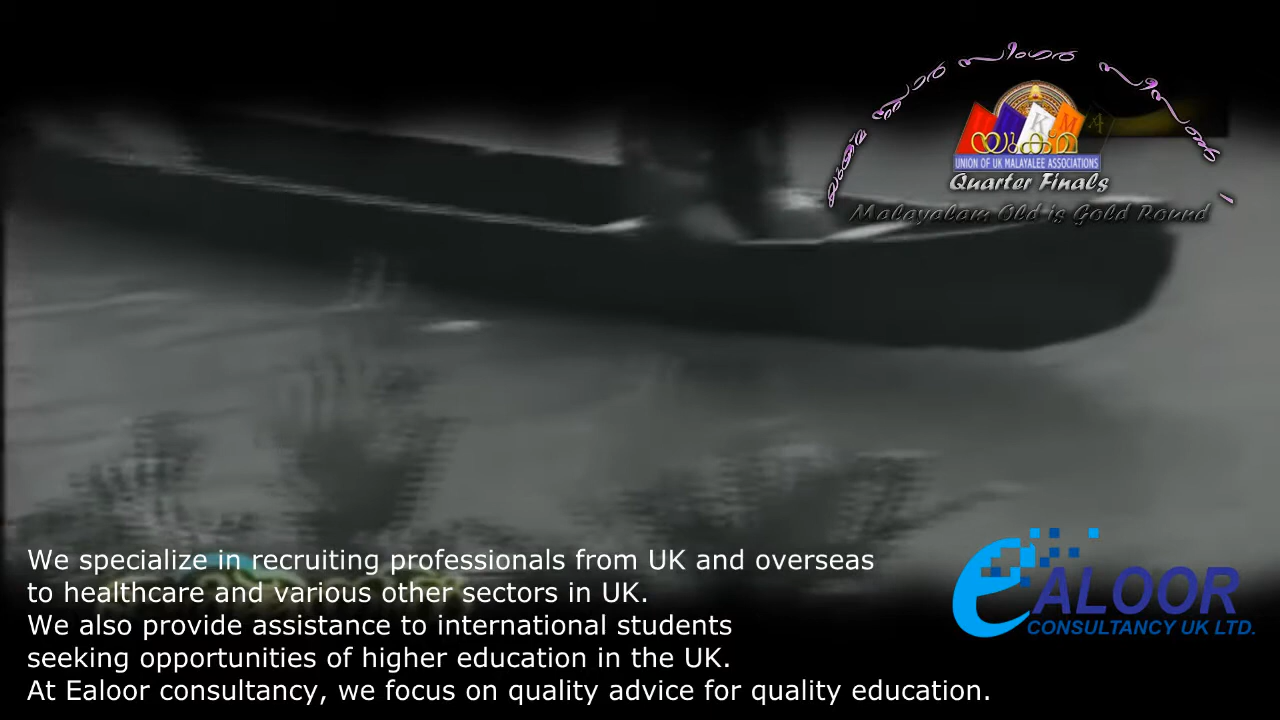 യുക്മ സ്റ്റാർ സിംഗർ സീസൺ
U U K M A
യുക്മ
UNION OF UK MALAYALEE ASSOCIATIONS
Quarter Finals
Malayalam Old is Gold Round
We specialize in recruiting professionals from UK and overseas
to healthcare and various other sectors in UK.
We also provide assistance to international students
seeking opportunities of higher education in the UK.
At Ealoor consultancy, we focus on quality advice for quality education.
eALOOR
CONSULTANCY UK LTD.